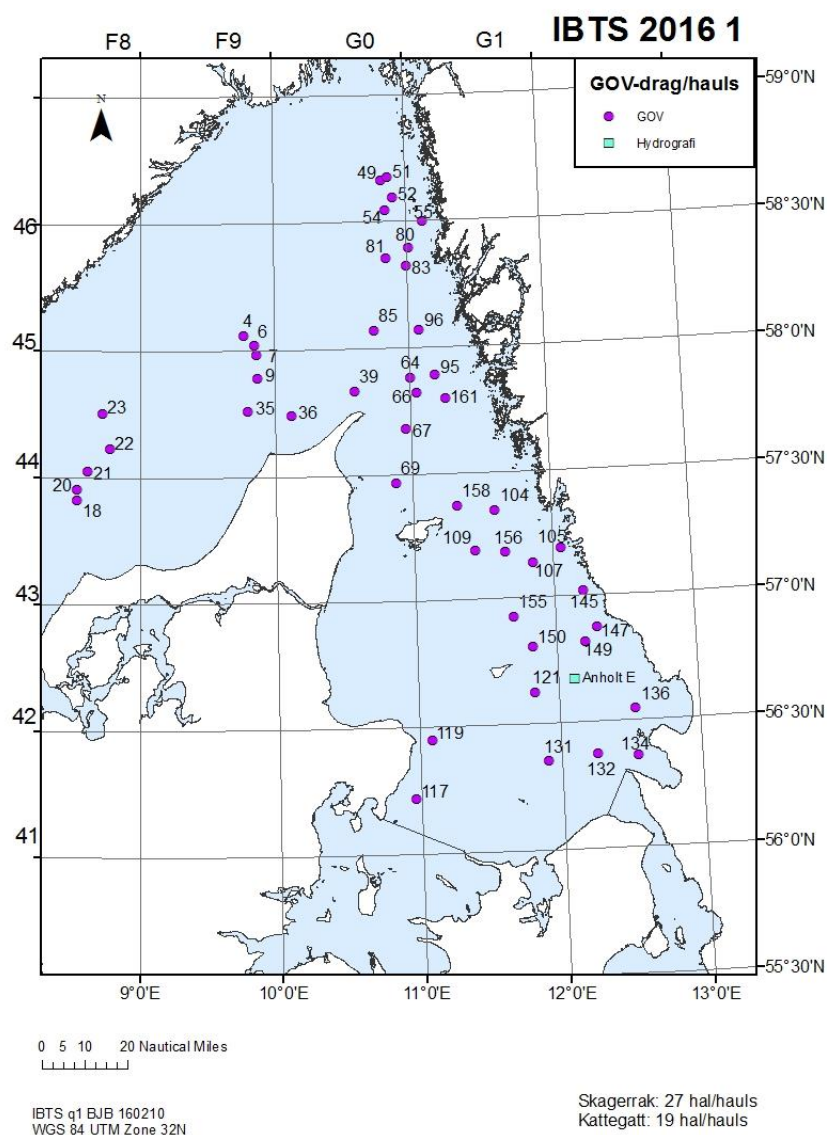 IBTS 2016 1
F8 F9 G0 G1
59°0'N
GOV-drag/hauls
GOV
Hydrografi
N
49 51
52
54 55
58°30'N
46
80
81 83
85 96
4 6
58°0'N
45
7
64 95
9 39
66 161
35 36
23
67
22
57°30'N
44
21 69
20
18
158 104
109 156 105
107
57°0'N
43
145
155
147
150
149
121 Anholt E
136
56°30'N
42
119
131 134
132
117
56°0'N
41
55°30'N
9°0'E 10°0'E 11°0'E 12°0'E 13°0'E
0 5 10 20 Nautical Miles
IBTS q1 BJB 160210
WGS 84 UTM Zone 32N
Skagerrak: 27 hal/hauls
Kattegatt: 19 hal/hauls